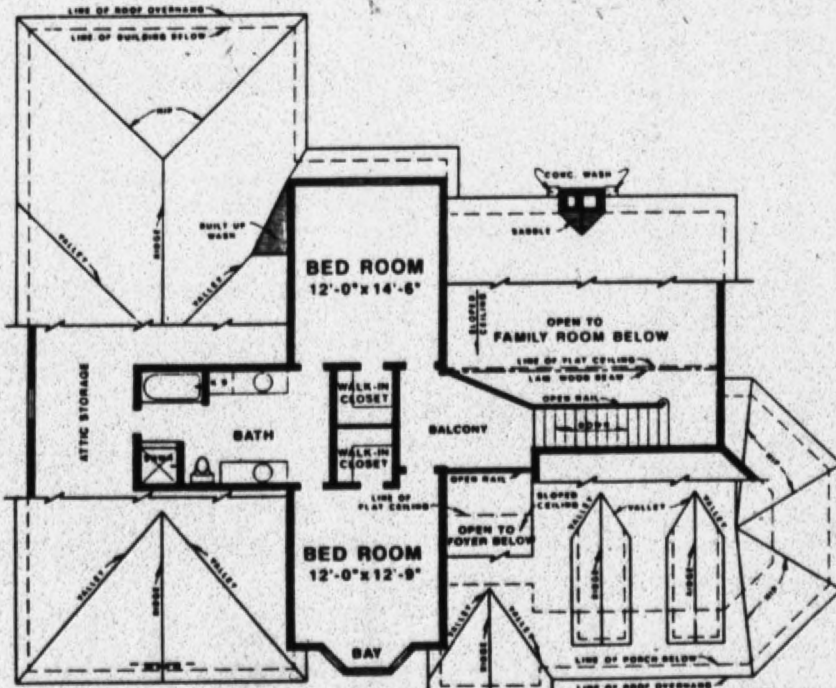 LINE OF ROOF OVERHANG
LINE OF BUILDING BELOW
HIP
CONC. WASH
BUILT UP
WASH
SADDLE
VALLEY
RIDGE
VALLEY
BED ROOM
12'-0" x 14'-6"
SLOPED
CEILING
OPEN TO
FAMILY ROOM BELOW
LINE OF FLAT CEILING
LAM WOOD BEAM
ATTIC STORAGE
WALK-IN
CLOSET
OPEN RAIL
BATH
BALCONY
DOWN
WALK-IN
CLOSET
HIP
OPEN RAIL
LINE OF
FLAT CEILING
SLOPED
CEILING
OPEN TO
FOYER BELOW
VALLEY
VALLEY
VALLEY
BED ROOM
12'-0" x 12'-9"
VALLEY
RIDGE
VALLEY
RIDGE
RIDGE
HIP
VALLEY
RIDGE
VALLEY
BAY
LINE OF PORCH BELOW
LINE OF ROOF OVERHANG